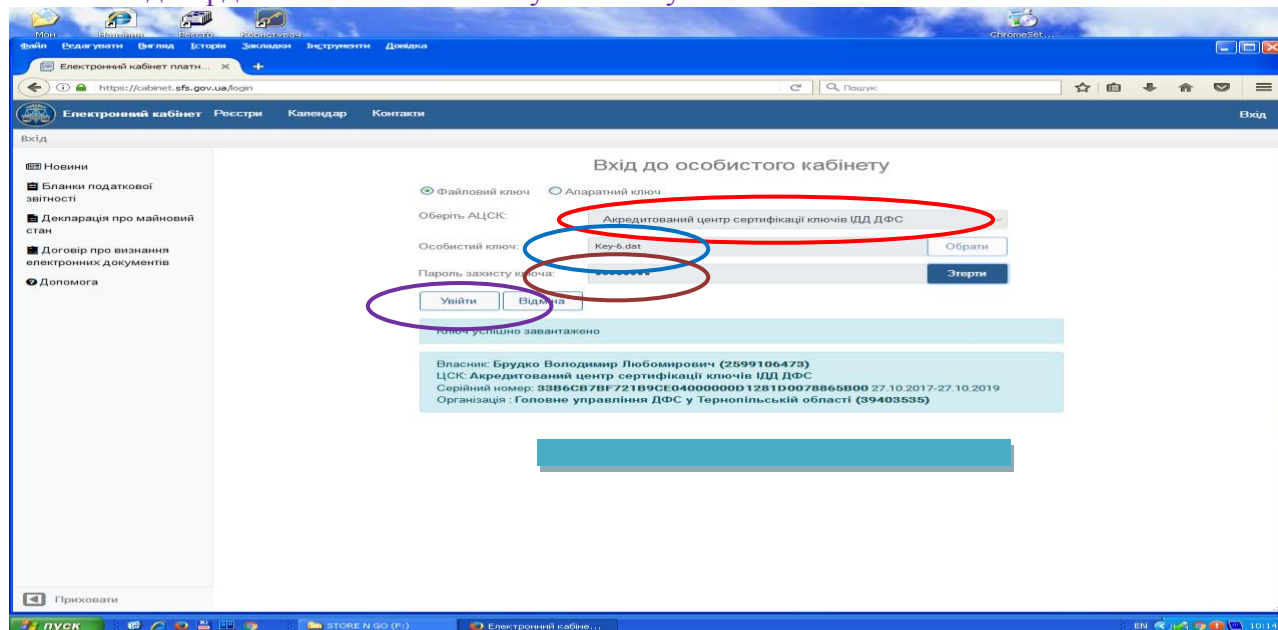 Мои
ChromeSet...
Файл Редагувати Вигляд Історія Закладки Інструменти Довідка
Електронний кабінет платн... × +
https://cabinet.sfs.gov.ua/login
Пошук
Електронний кабінет Реєстри Календар Контакти Вхід
Вхід
Новини
Бланки податкової
звітності
Декларація про майновий
стан
Договір про визнання
електронних документів
Допомога
Вхід до особистого кабінету
Файловий ключ Апаратний ключ
Оберіть АЦСК: Акредитований центр сертифікації ключів ІДД ДФС
Особистий ключ: Key-6.dat Обрати
Пароль захисту ключа: ******** Зтерти
Увійти Відміна
Ключ успішно завантажено
Власник: Брудко Володимир Любомирович (2599106473)
ЦСК: Акредитований центр сертифікації ключів ІДД ДФС
Серійний номер: 33B6CB7BF721B9CE04000000D1281D0078865B00 27.10.2017-27.10.2019
Організація : Головне управління ДФС у Тернопільській області (39403535)
Приховати
пуск STORE N GO (F:) Електронний кабіне... EN 10:14